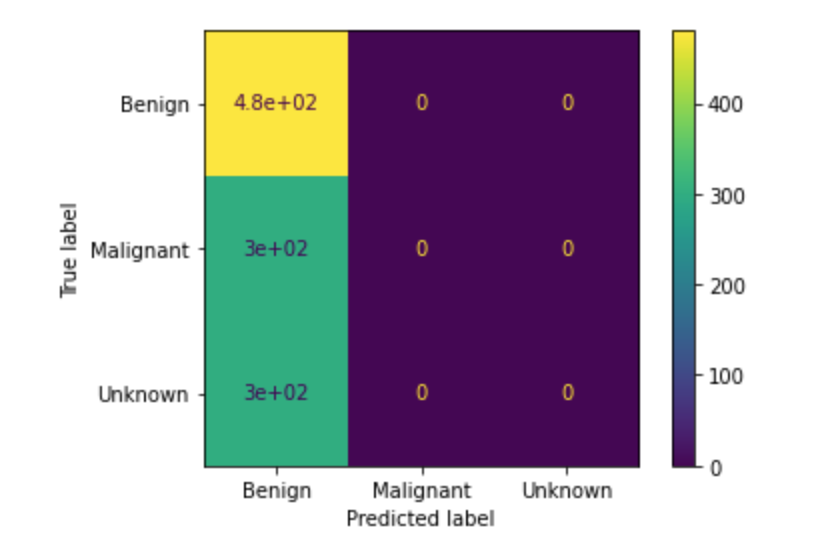 Benign
4.8e+02 0 0
Malignant
3e+02 0 0
Unknown
3e+02 0 0
True label
Benign Malignant Unknown
Predicted label
400
300
200
100
0